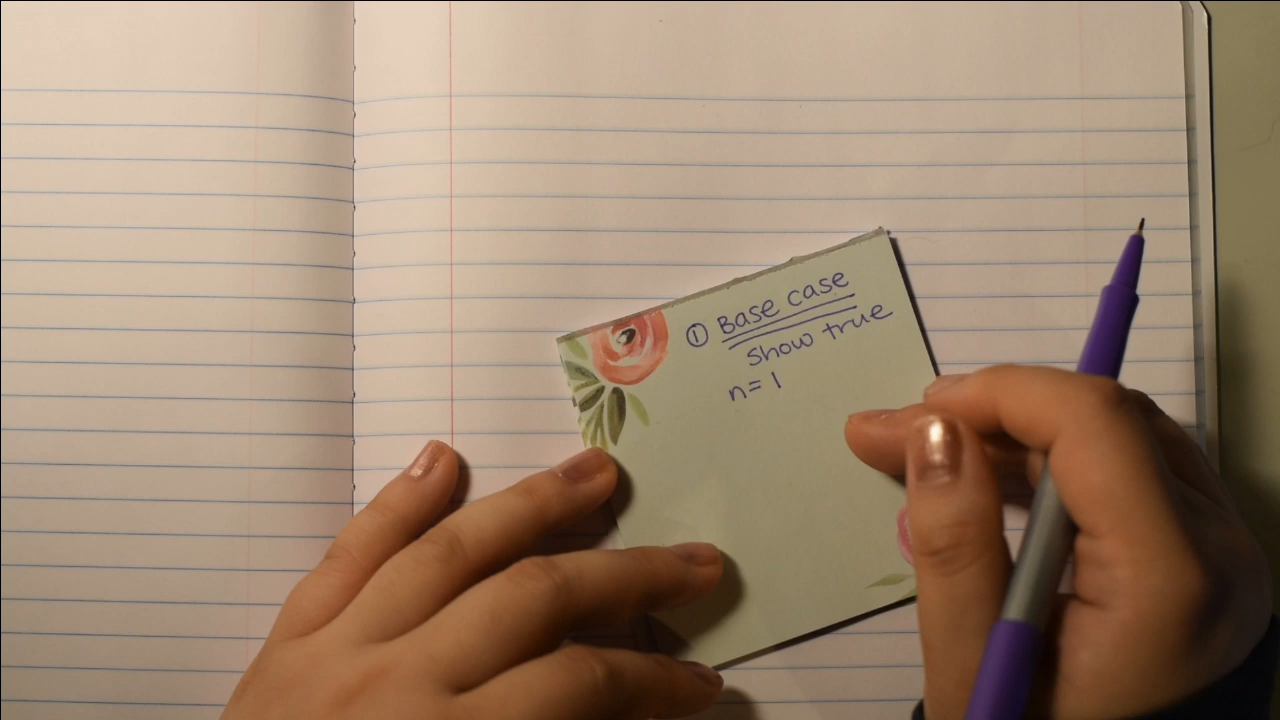 ① Base case
show true
n = 1